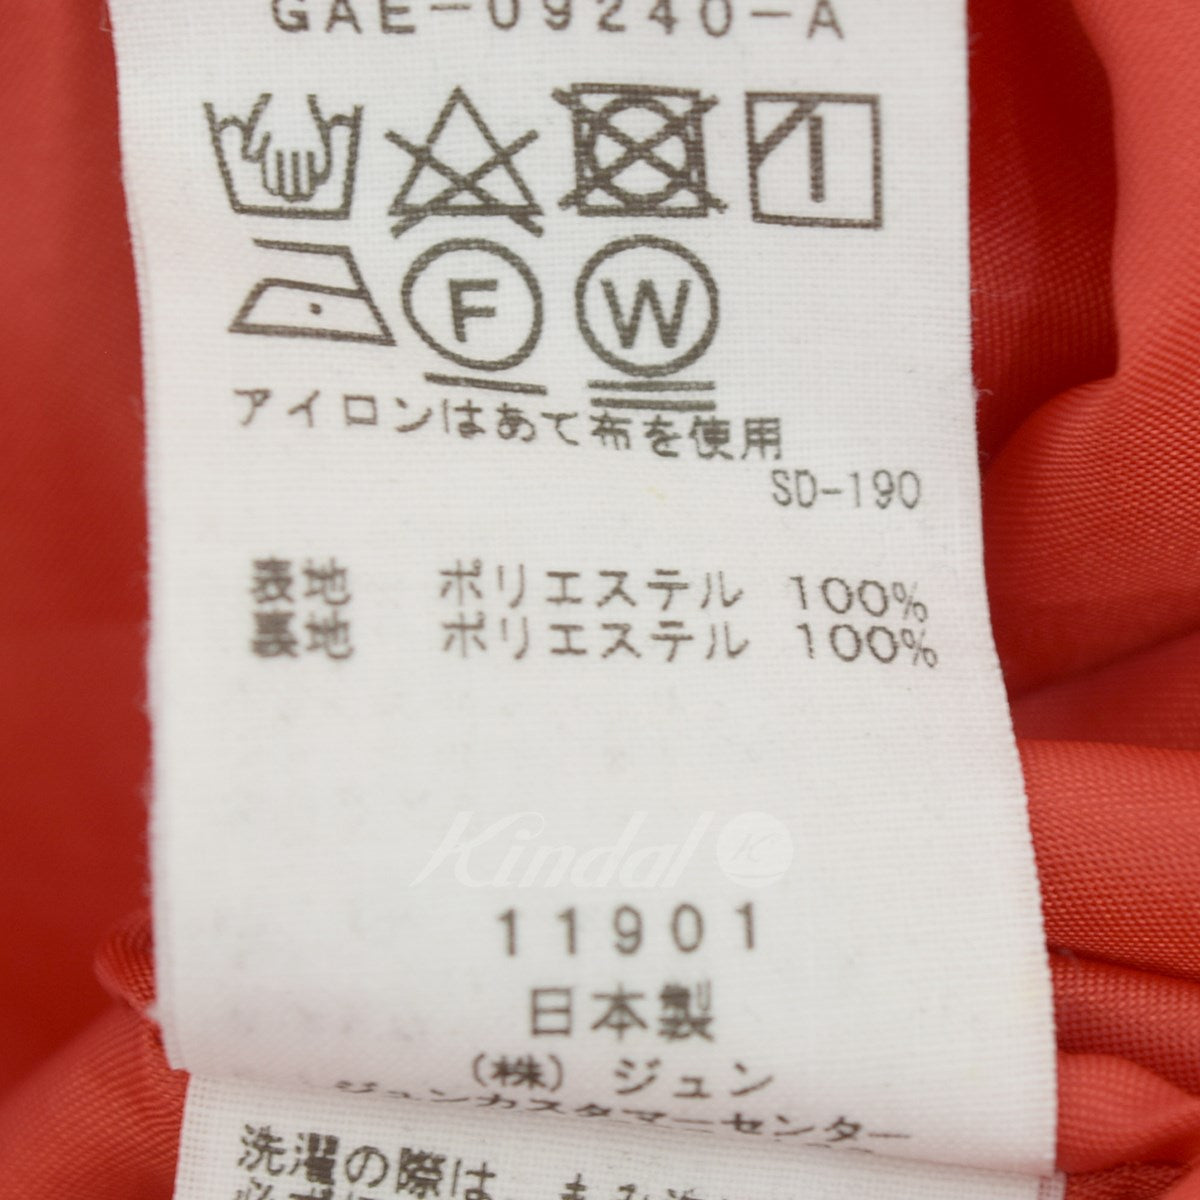 GAE-09240-A
F W
アイロンはあて布を使用
SD-190
表地 ポリエステル 100%
裏地 ポリエステル 100%
Kindal
11901
日本製
(株) ジュン
ジュンカスタマーセンター
洗濯の際は、もみ洗